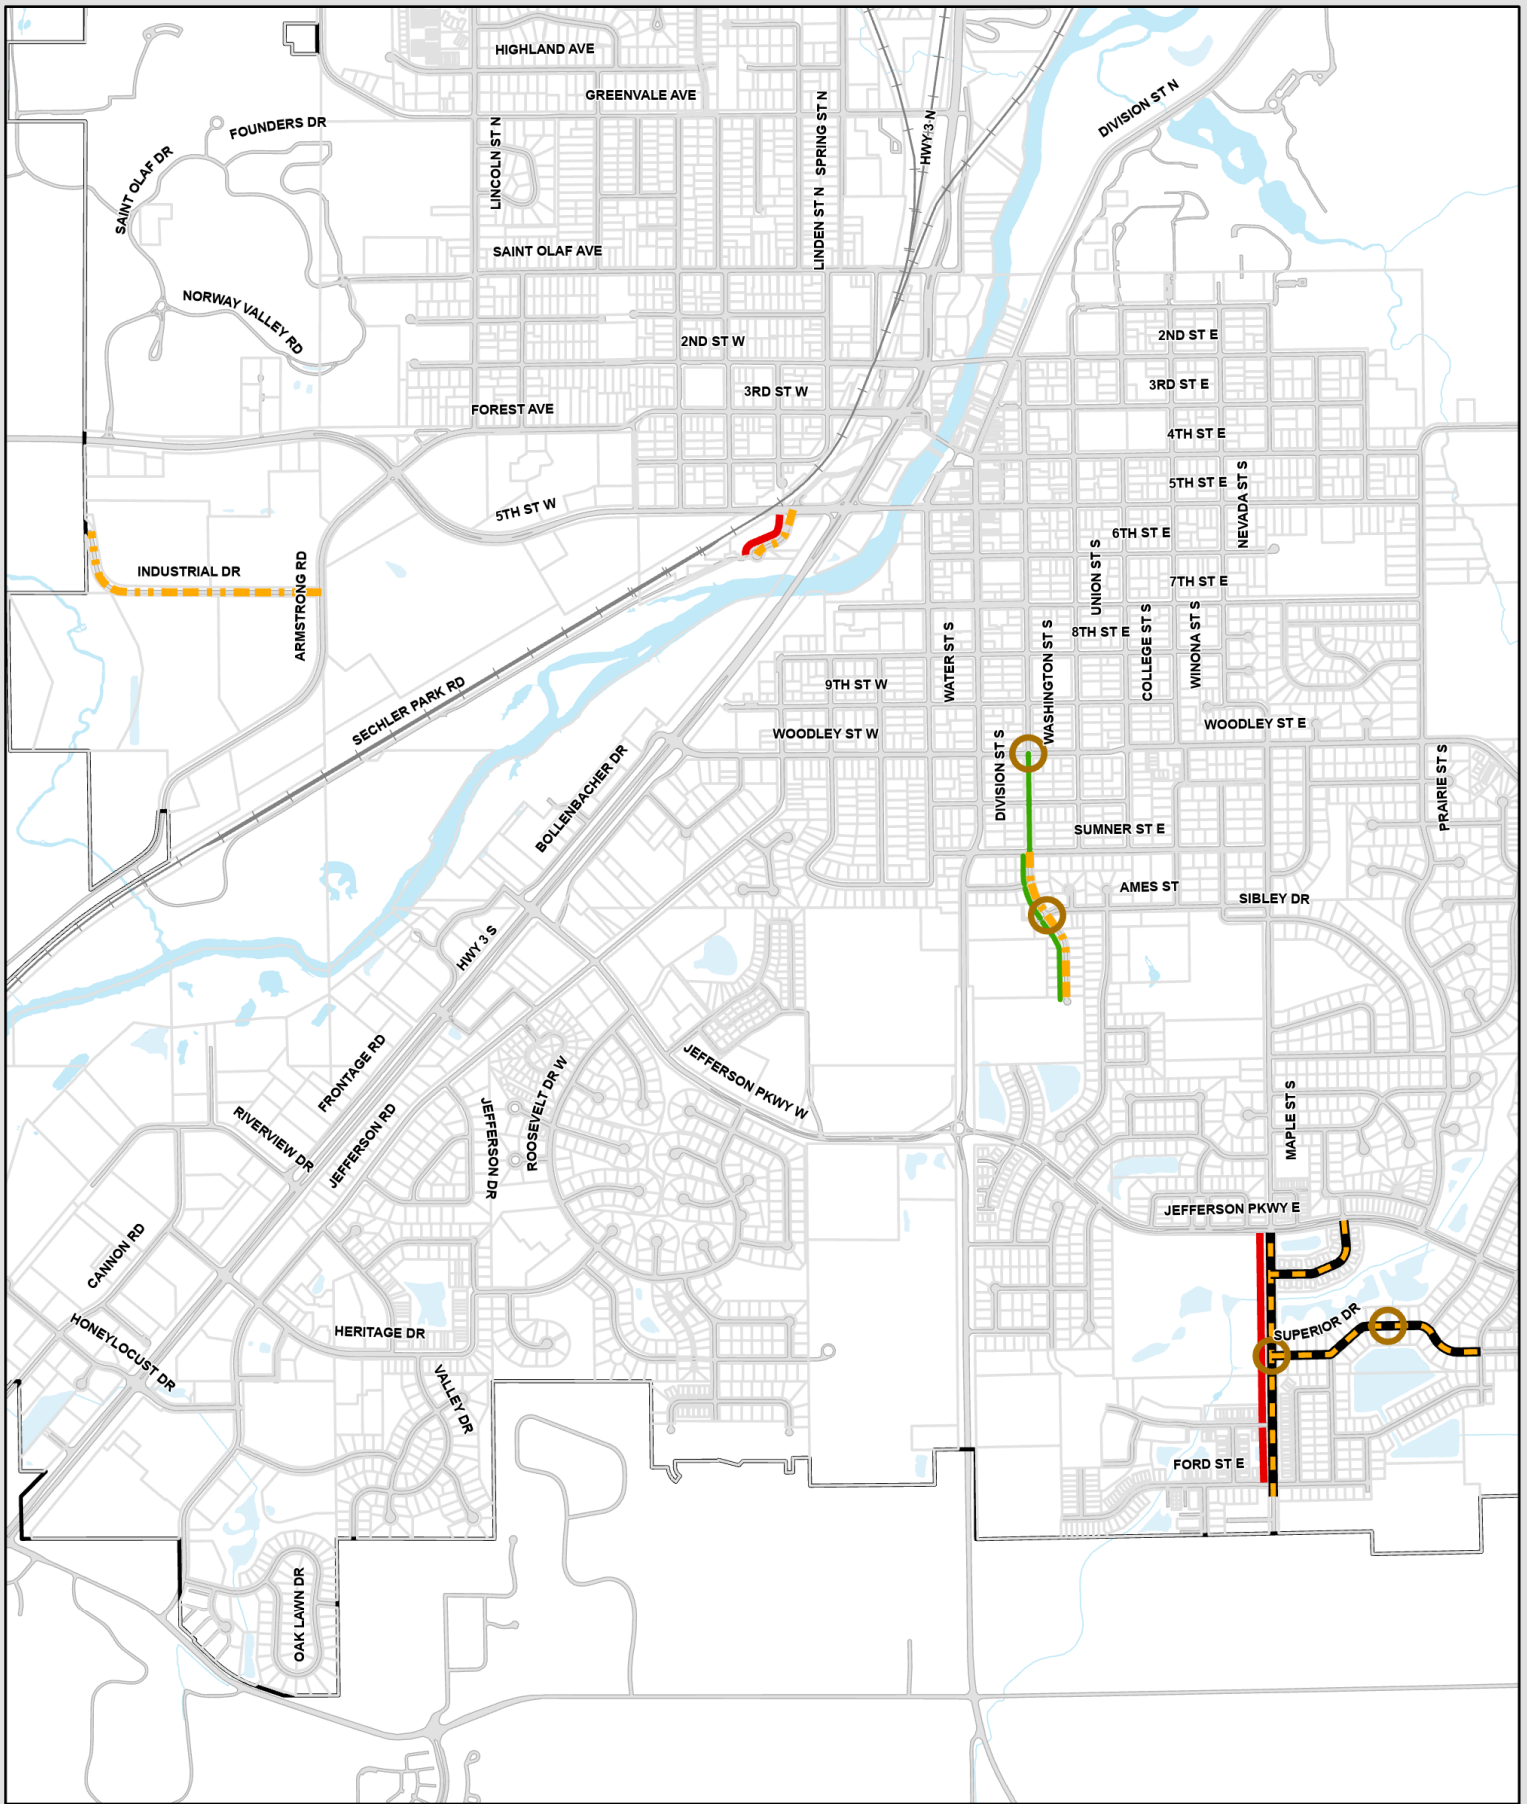 HIGHLAND AVE
GREENVALE AVE
DIVISION ST N
FOUNDERS DR
LINCOLN ST N
SPRING ST N
HWY 3 N
SAINT OLAF DR
LINDEN ST N
SAINT OLAF AVE
NORWAY VALLEY RD
2ND ST W
2ND ST E
3RD ST W
3RD ST E
FOREST AVE
4TH ST E
5TH ST W
5TH ST E
NEVADA ST S
6TH ST E
INDUSTRIAL DR
ARMSTRONG RD
UNION ST S
7TH ST E
8TH ST E
COLLEGE ST S
WINONA ST S
WATER ST S
WASHINGTON ST S
9TH ST W
SECHLER PARK RD
WOODLEY ST W
WOODLEY ST E
DIVISION ST S
BOLLENBACHER DR
PRAIRIE ST S
SUMNER ST E
AMES ST
SIBLEY DR
HWY 3 S
FRONTAGE RD
JEFFERSON PKWY W
ROOSEVELT DR W
JEFFERSON DR
RIVERVIEW DR
JEFFERSON RD
MAPLE ST S
JEFFERSON PKWY E
CANNON RD
SUPERIOR DR
HERITAGE DR
HONEYLOCUST DR
VALLEY DR
FORD ST E
OAK LAWN DR